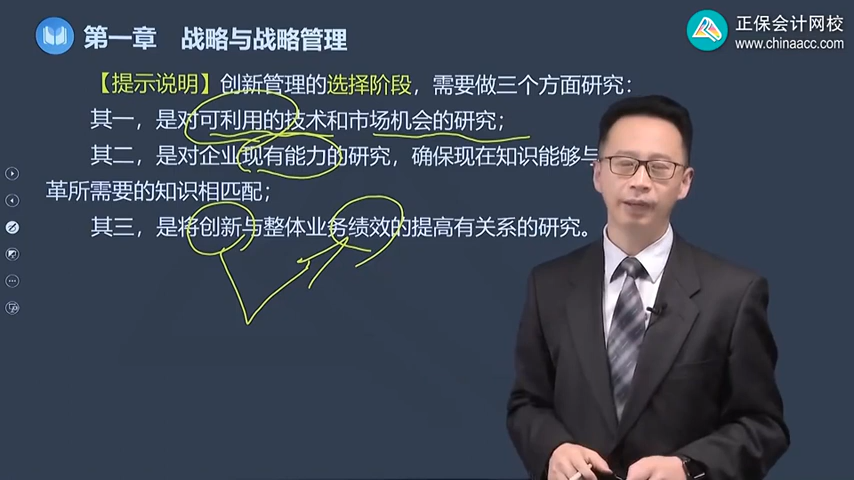 正保会计网校
www.chinaacc.com
第一章 战略与战略管理
【提示说明】创新管理的选择阶段，需要做三个方面研究：
其一，是对可利用的技术和市场机会的研究；
其二，是对企业现有能力的研究，确保现在知识能够与
革所需要的知识相匹配；
其三，是将创新与整体业务绩效的提高有关系的研究。